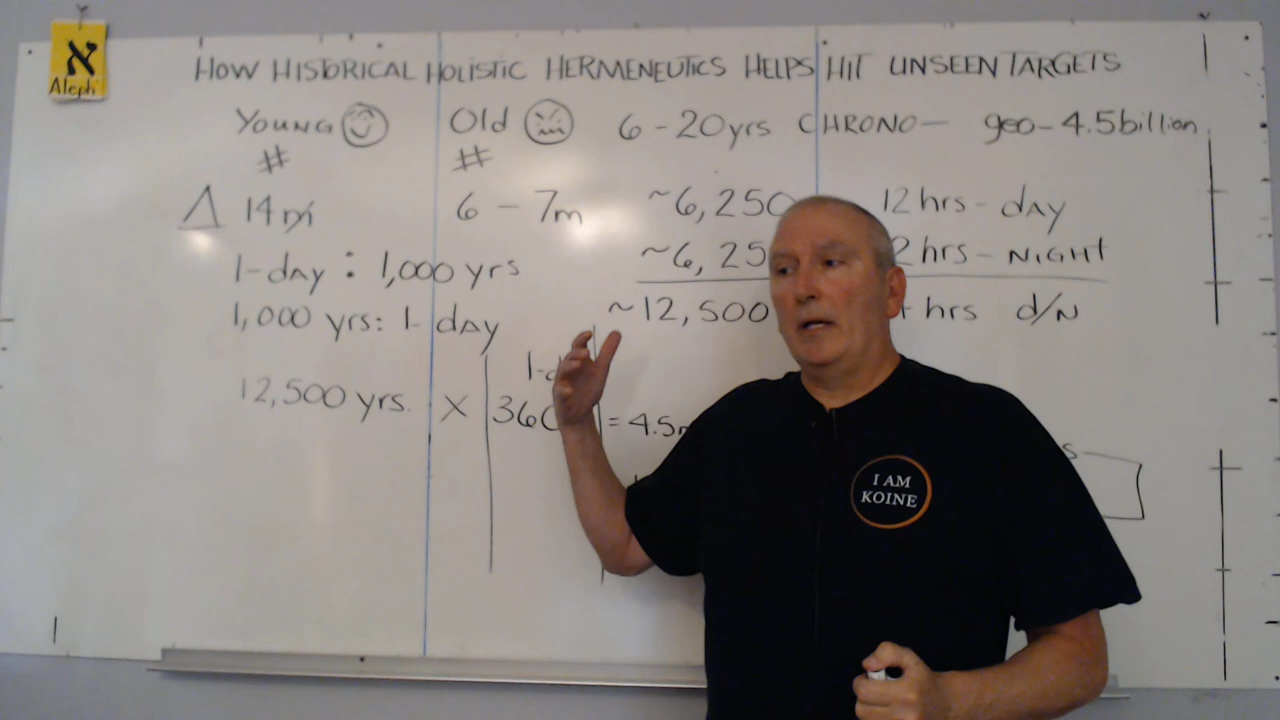 א
Aleph
HOW HISTORICAL HOLISTIC HERMENEUTICS HELPS HIT UNSEEN TARGETS
YOUNG Old 6 - 20yrs CHRONO— geo- 4.5billion
# #
Δ 14m 6 - 7m ~6,250 12 hrs - dAy
1-dAy : 1,000 yrs ~6,25 hrs - NIGHT
1,000 yrs: 1- dAy ~12,500 hrs d/N
12,500 yrs. X 360 = 4.5
I AM
KOINE